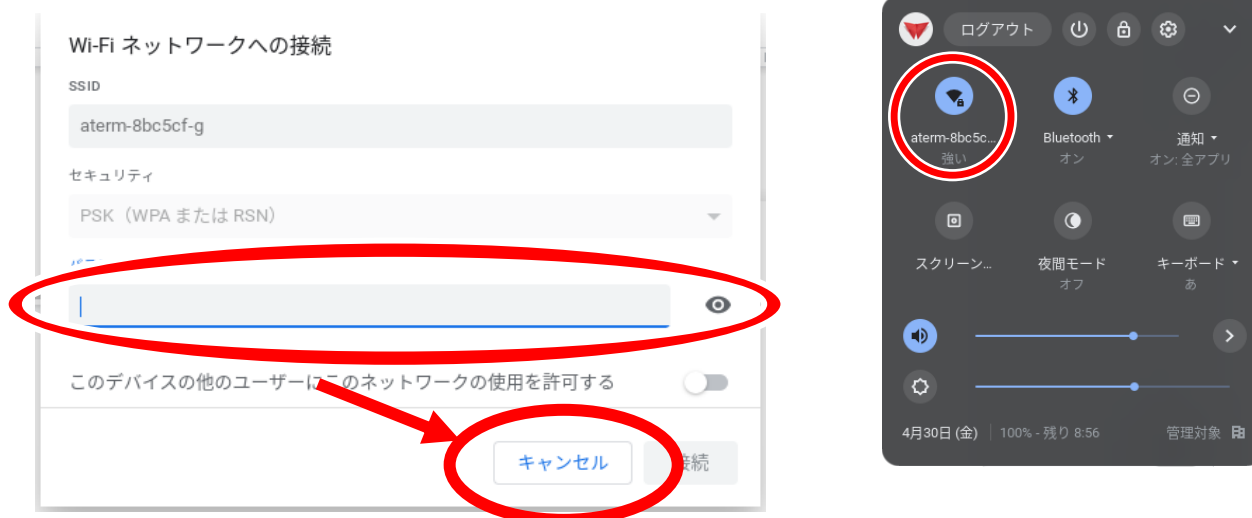 Wi-Fi ネットワークへの接続
SSID
aterm-8bc5cf-g
セキュリティ
PSK（WPA または RSN）
このデバイスの他のユーザーにこのネットワークの使用を許可する
キャンセル
接続
ログアウト
aterm-8bc5c...
強い
Bluetooth
オン
通知
オン: 全アプリ
スクリーン...
夜間モード
オフ
キーボード
あ
4月30日 (金)
100% - 残り 8:56
管理対象